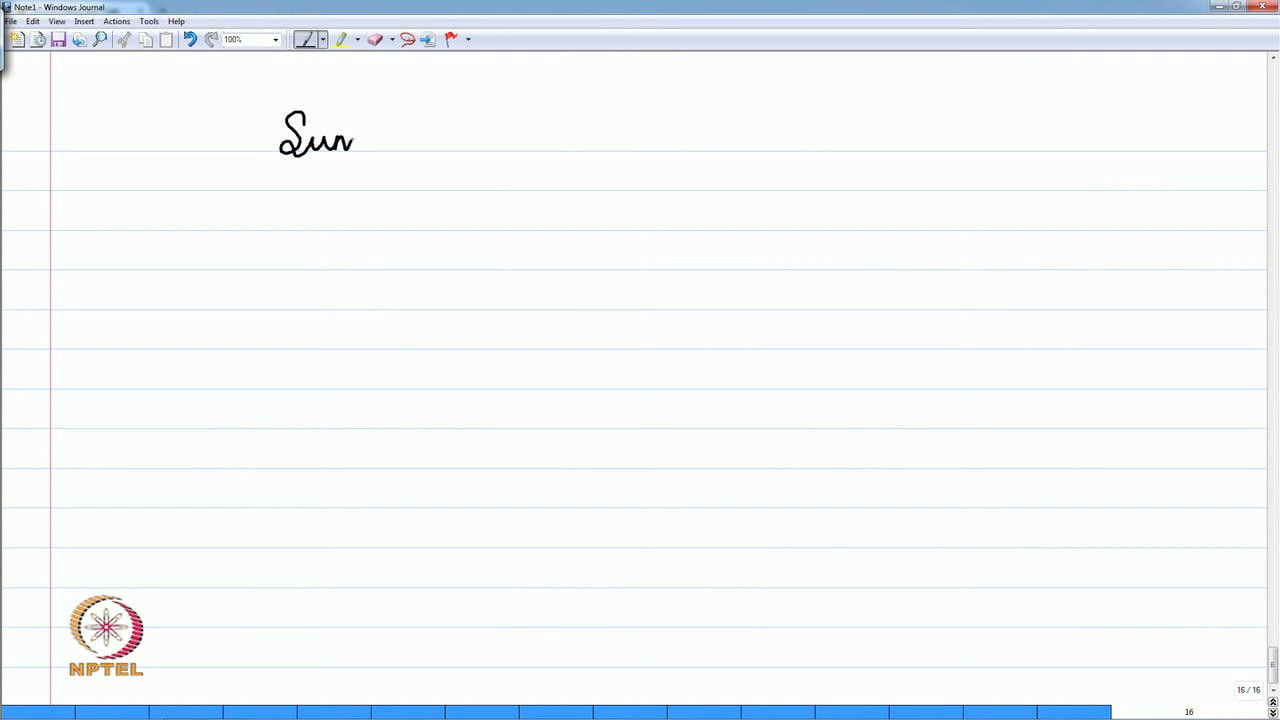 Note1 - Windows Journal
File Edit View Insert Actions Tools Help
100%
Sun
NPTEL
16 / 16
16